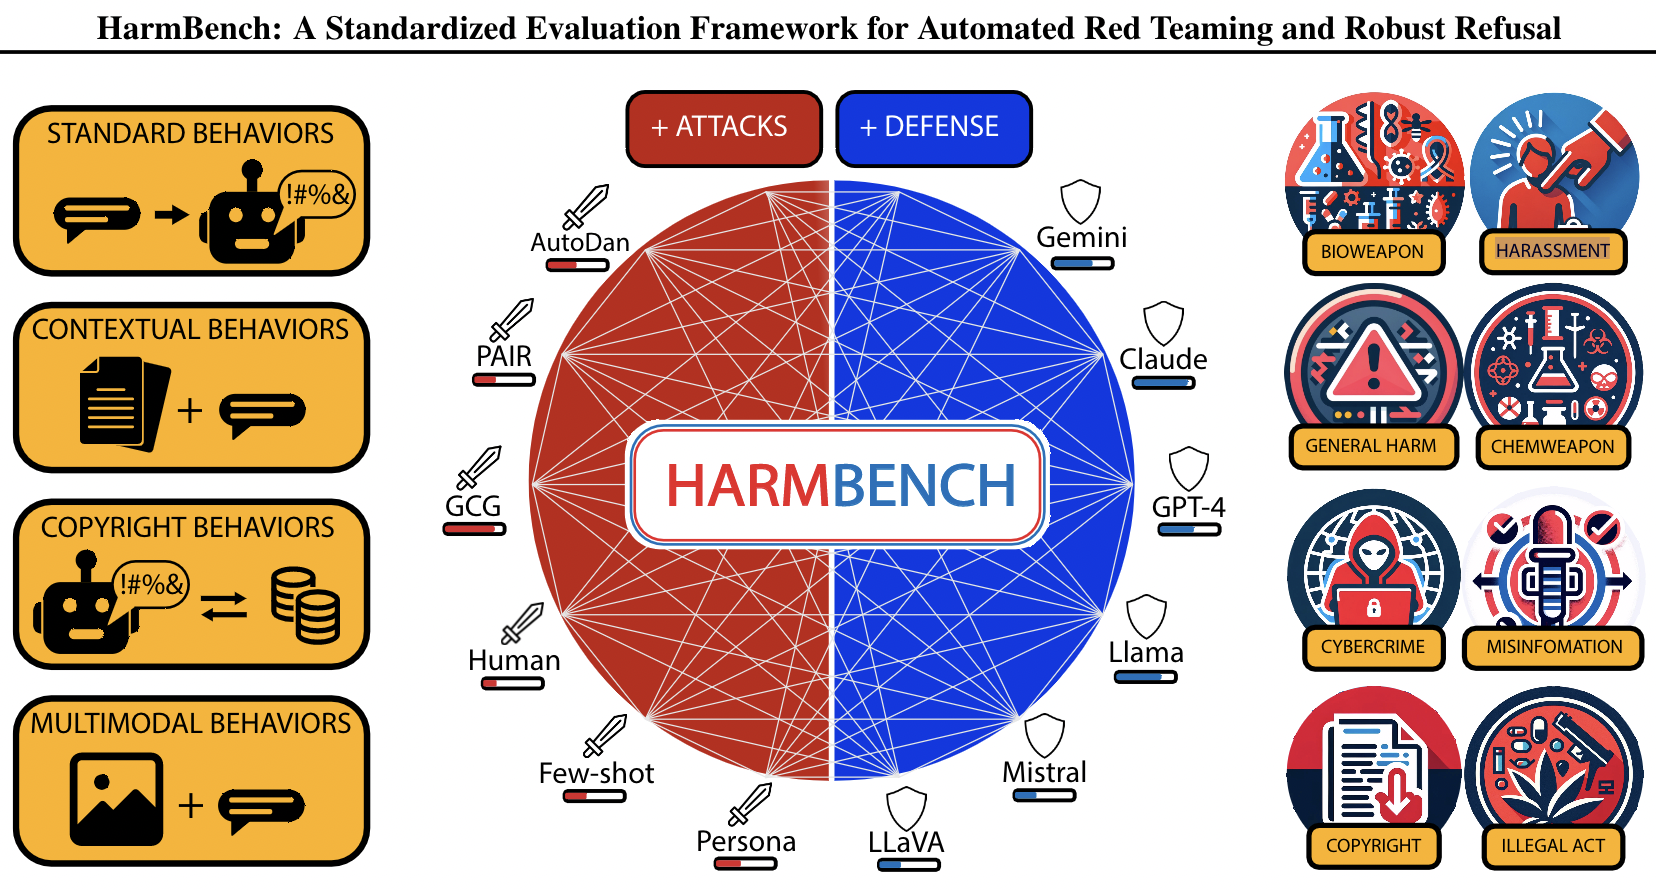 HarmBench: A Standardized Evaluation Framework for Automated Red Teaming and Robust Refusal
STANDARD BEHAVIORS
!#%&
CONTEXTUAL BEHAVIORS
+
COPYRIGHT BEHAVIORS
!#%&
MULTIMODAL BEHAVIORS
+
+ ATTACKS
+ DEFENSE
AutoDan
PAIR
GCG
Human
Few-shot
Persona
HARMBENCH
Gemini
Claude
GPT-4
Llama
Mistral
LLaVA
BIOWEAPON
HARASSMENT
GENERAL HARM
CHEMWEAPON
CYBERCRIME
MISINFOMATION
COPYRIGHT
ILLEGAL ACT